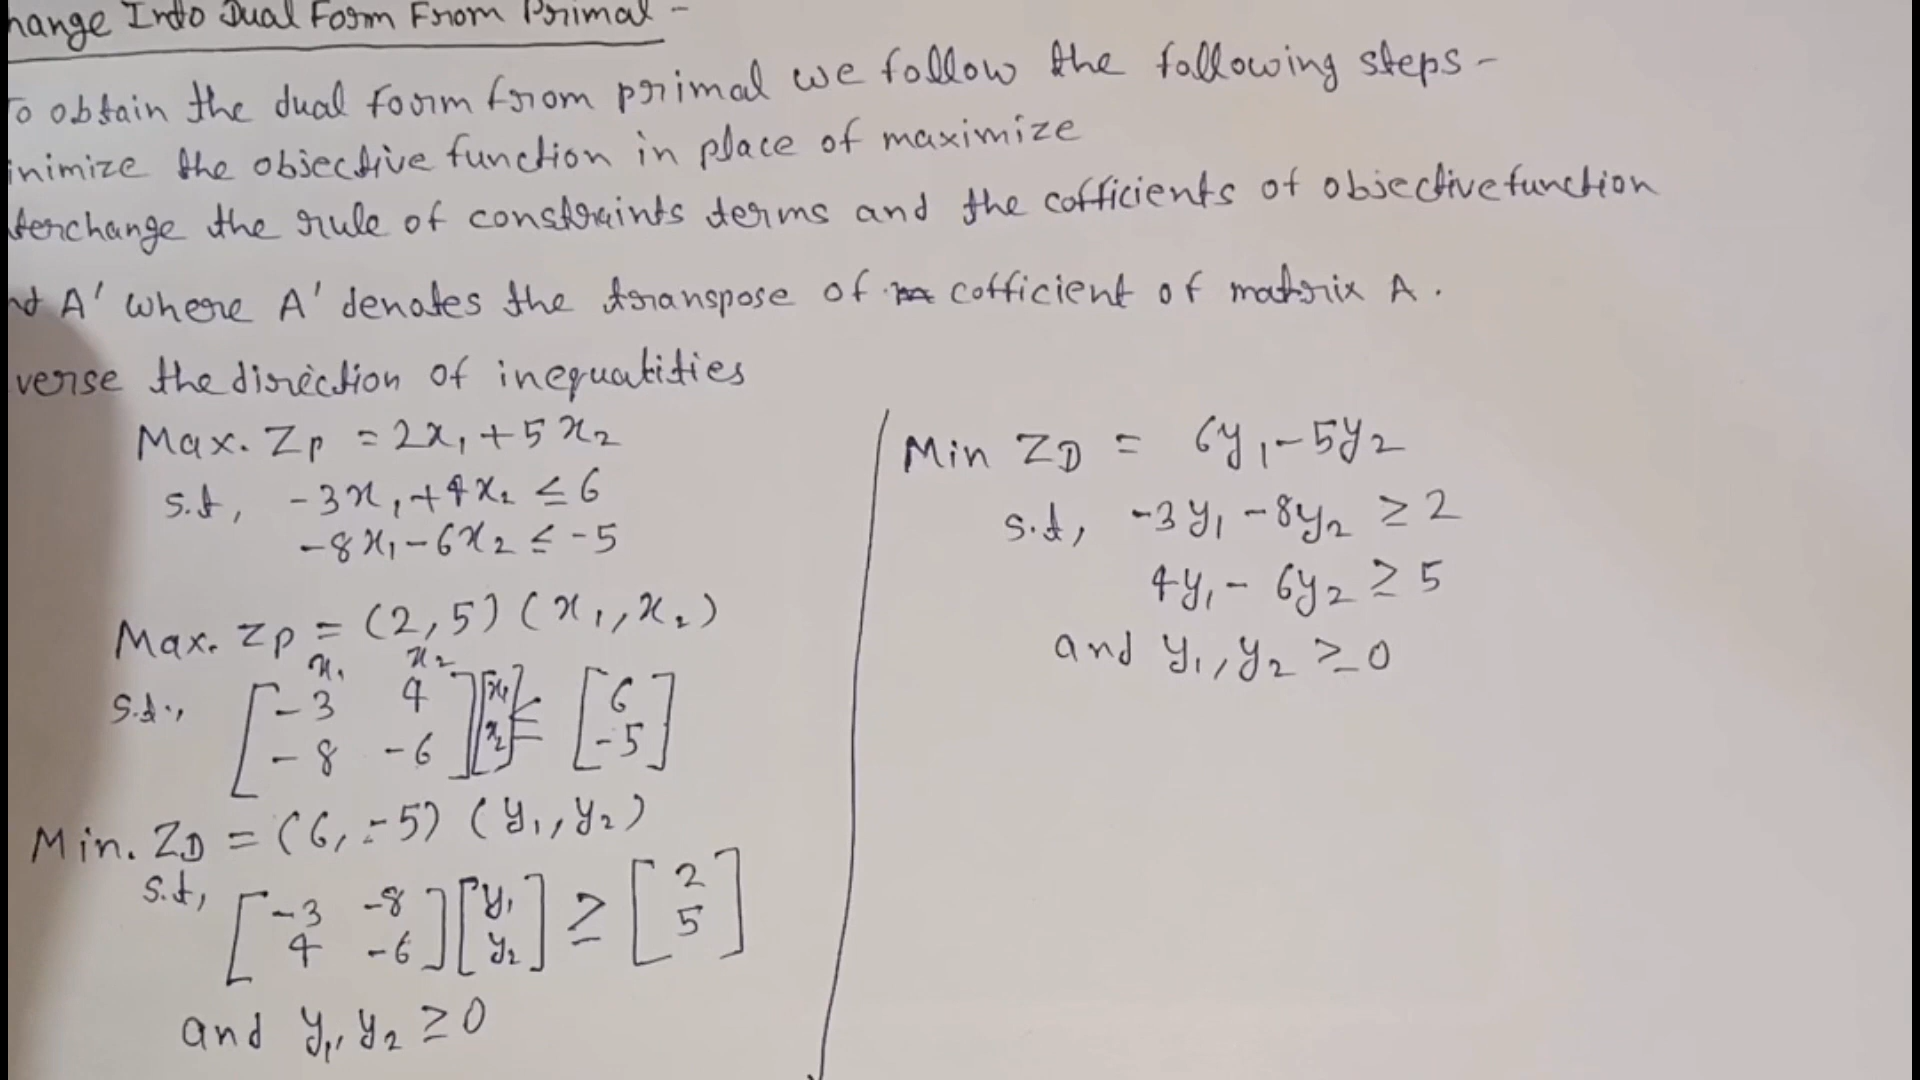 hange Into Dual Form From Primal -
To obtain the dual form from primal we follow the following steps -
inimize the objective function in place of maximize
terchange the rule of constraints terms and the cofficients of objective function
nd A' where A' denotes the transpose of cofficient of matrix A.
verse the direction of inequatities
Max. Zp = 2x₁ + 5x₂
s.t, -3x₁ + 4x₂ ≤ 6
-8x₁ - 6x₂ ≤ -5
Max. Zp = (2,5) (x₁, x₂)
x₁ x₂
s.t., [-3 4] [x₁] ≤ [6]
[-8 -6] [x₂] [-5]
Min. ZD = (6, -5) (y₁, y₂)
s.t, [-3 -8] [y₁] ≥ [2]
[4 -6] [y₂] [5]
and y₁, y₂ ≥ 0
Min ZD = 6y₁ - 5y₂
s.t, -3y₁ - 8y₂ ≥ 2
4y₁ - 6y₂ ≥ 5
and y₁, y₂ ≥ 0